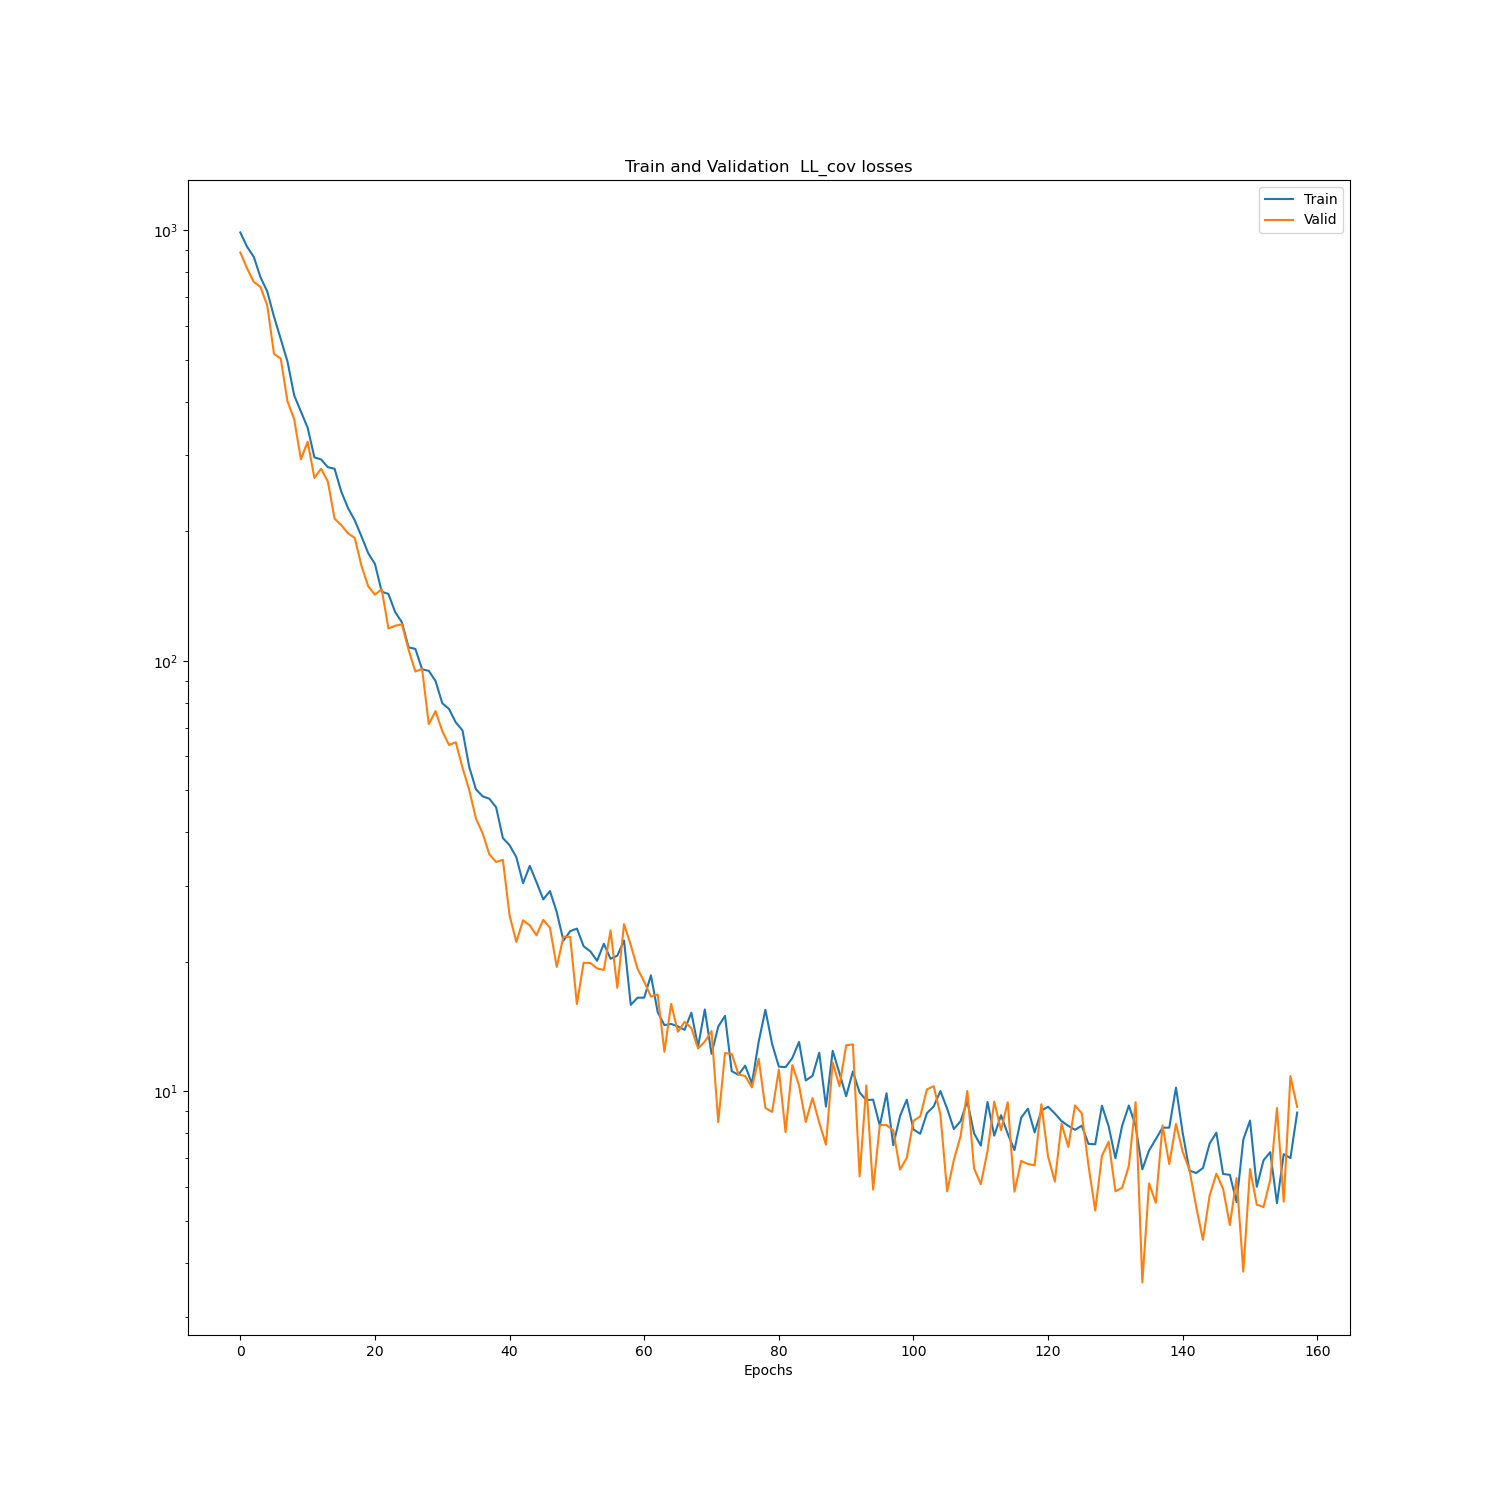 Train and Validation  LL_cov losses
Train
Valid
10³
10²
10¹
0 20 40 60 80 100 120 140 160
Epochs